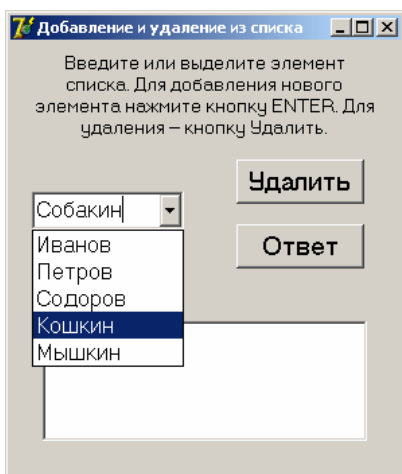 Добавление и удаление из списка
Введите или выделите элемент
списка. Для добавления нового
элемента нажмите кнопку ENTER. Для
удаления – кнопку Удалить.
Удалить
Собакин
Ответ
Иванов
Петров
Содоров
Кошкин
Мышкин